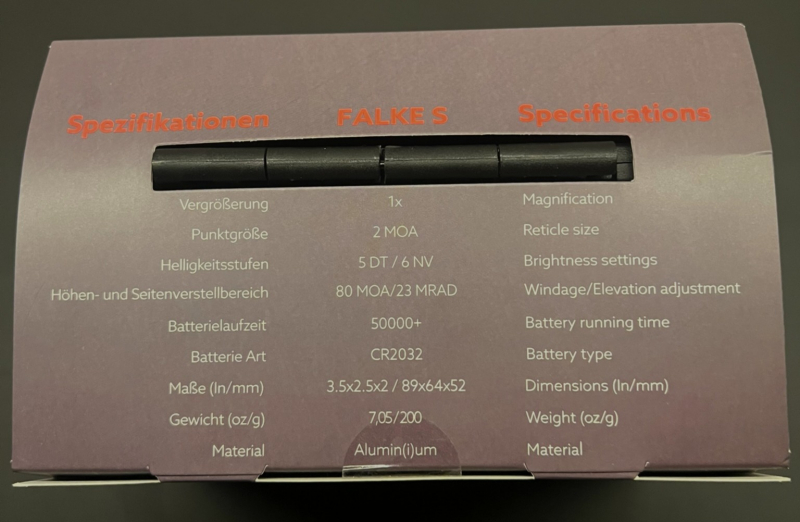 Spezifikationen FALKE S Specifications
Vergrößerung 1x Magnification
Punktgröße 2 MOA Reticle size
Helligkeitsstufen 5 DT / 6 NV Brightness settings
Höhen- und Seitenverstellbereich 80 MOA/23 MRAD Windage/Elevation adjustment
Batterielaufzeit 50000+ Battery running time
Batterie Art CR2032 Battery type
Maße (In/mm) 3.5x2.5x2 / 89x64x52 Dimensions (In/mm)
Gewicht (oz/g) 7,05/200 Weight (oz/g)
Material Alumin(i)um Material